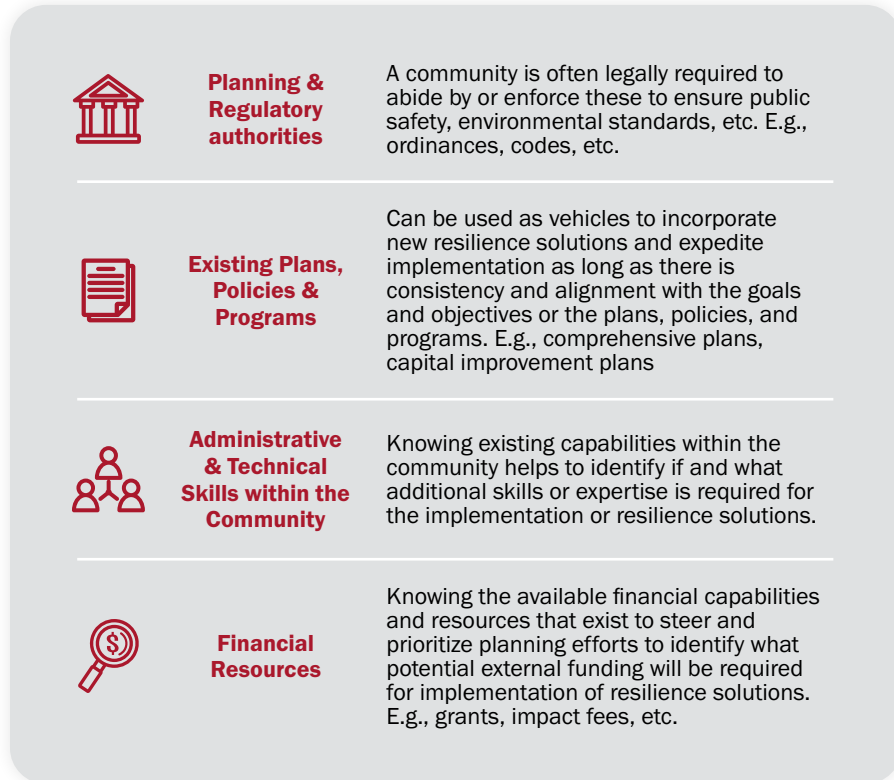 Planning &
Regulatory
authorities
A community is often legally required to
abide by or enforce these to ensure public
safety, environmental standards, etc. E.g.,
ordinances, codes, etc.
Existing Plans,
Policies &
Programs
Can be used as vehicles to incorporate
new resilience solutions and expedite
implementation as long as there is
consistency and alignment with the goals
and objectives or the plans, policies, and
programs. E.g., comprehensive plans,
capital improvement plans
Administrative
& Technical
Skills within the
Community
Knowing existing capabilities within the
community helps to identify if and what
additional skills or expertise is required for
the implementation or resilience solutions.
$
Financial
Resources
Knowing the available financial capabilities
and resources that exist to steer and
prioritize planning efforts to identify what
potential external funding will be required
for implementation of resilience solutions.
E.g., grants, impact fees, etc.